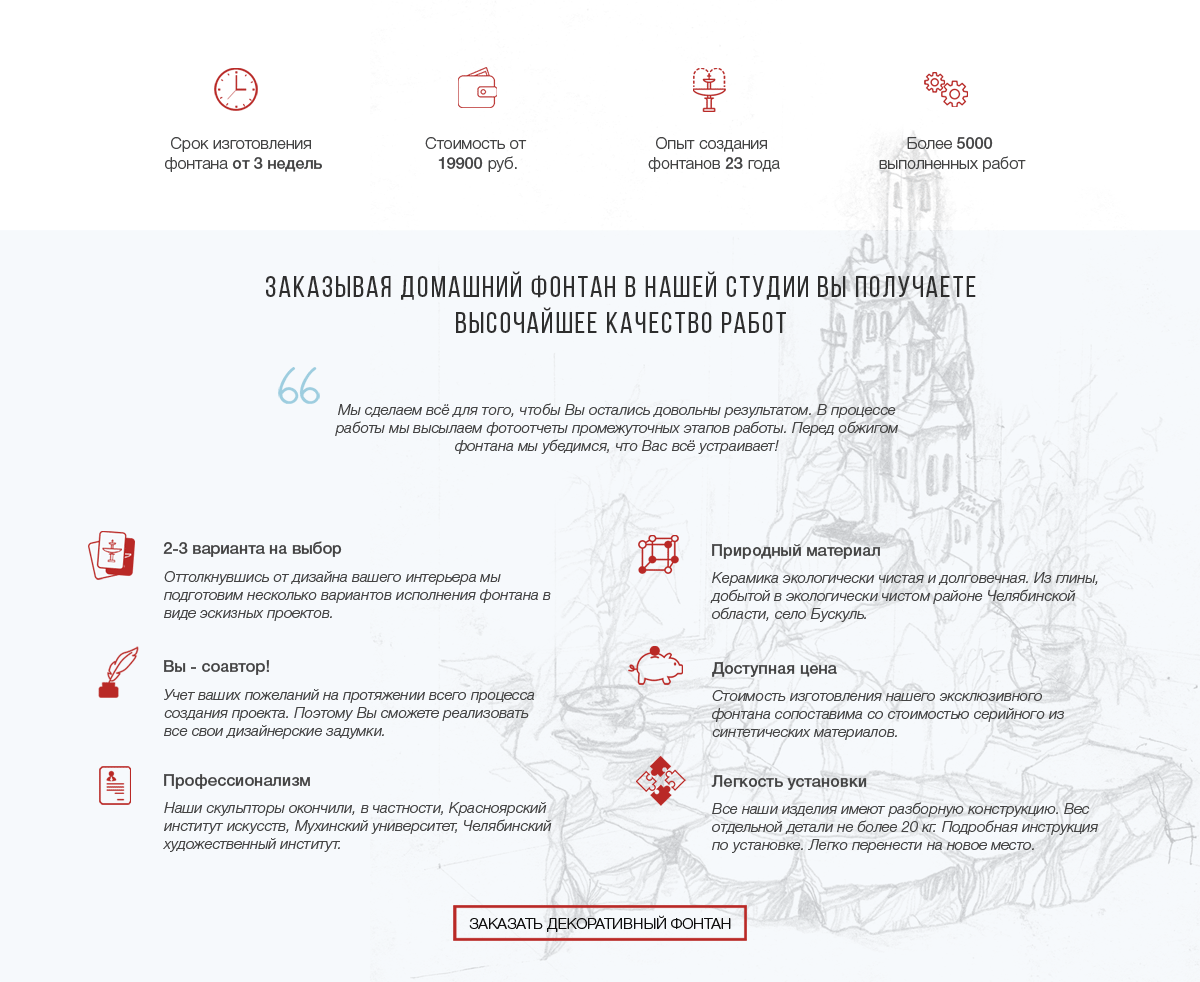 Срок изготовления
фонтана от 3 недель
Стоимость от
19900 руб.
Опыт создания
фонтанов 23 года
Более 5000
выполненных работ
ЗАКАЗЫВАЯ ДОМАШНИЙ ФОНТАН В НАШЕЙ СТУДИИ ВЫ ПОЛУЧАЕТЕ
ВЫСОЧАЙШЕЕ КАЧЕСТВО РАБОТ
Мы сделаем всё для того, чтобы Вы остались довольны результатом. В процессе
работы мы высылаем фотоотчеты промежуточных этапов работы. Перед обжигом
фонтана мы убедимся, что Вас всё устраивает!
2-3 варианта на выбор
Оттолкнувшись от дизайна вашего интерьера мы
подготовим несколько вариантов исполнения фонтана в
виде эскизных проектов.
Природный материал
Керамика экологически чистая и долговечная. Из глины,
добытой в экологически чистом районе Челябинской
области, село Бускуль.
Вы - соавтор!
Учет ваших пожеланий на протяжении всего процесса
создания проекта. Поэтому Вы сможете реализовать
все свои дизайнерские задумки.
Доступная цена
Стоимость изготовления нашего эксклюзивного
фонтана сопоставима со стоимостью серийного из
синтетических материалов.
Профессионализм
Наши скульпторы окончили, в частности, Красноярский
институт искусств, Мухинский университет, Челябинский
художественный институт.
Легкость установки
Все наши изделия имеют разборную конструкцию. Вес
отдельной детали не более 20 кг. Подробная инструкция
по установке. Легко перенести на новое место.
ЗАКАЗАТЬ ДЕКОРАТИВНЫЙ ФОНТАН